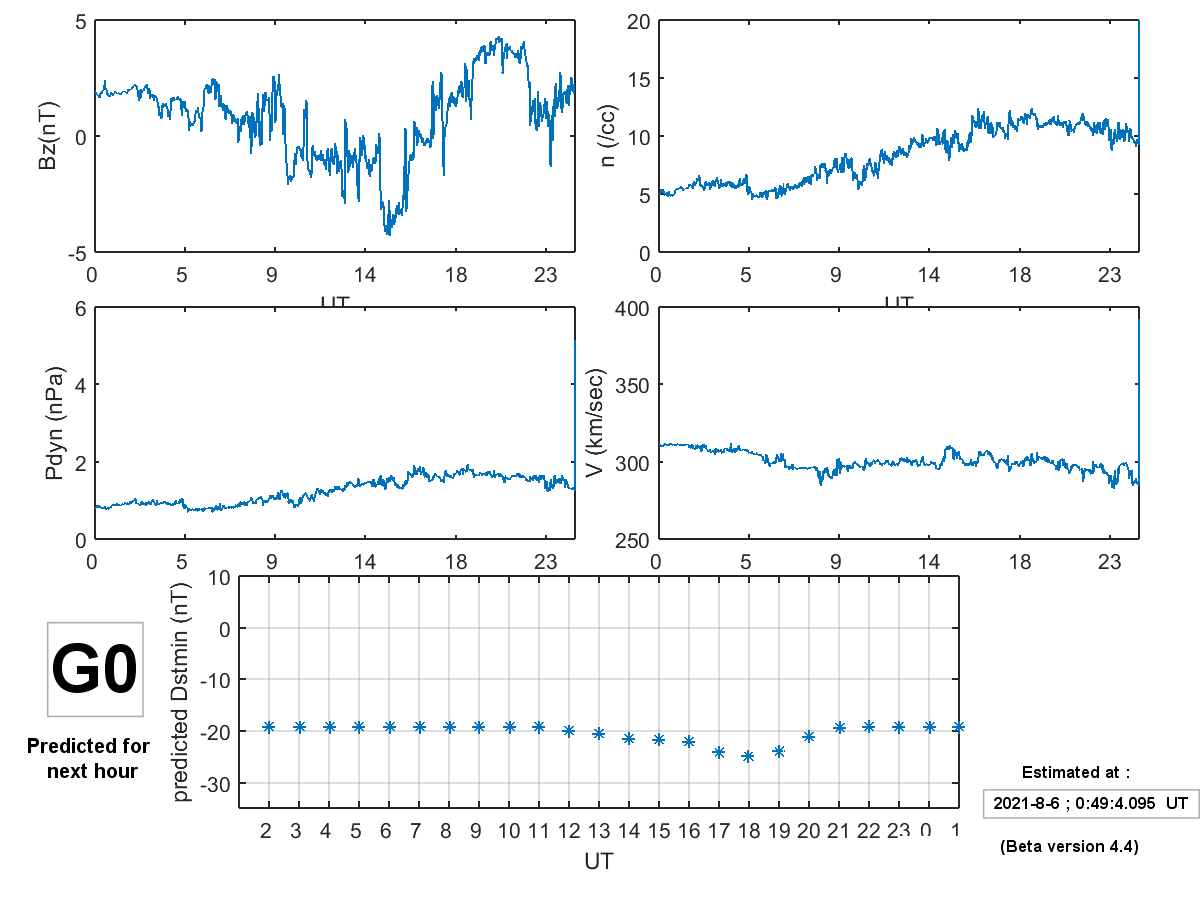 5
0
-5
Bz(nT)
0 5 9 14 18 23
UT
20
15
10
5
0
n (/cc)
0 5 9 14 18 23
UT
6
4
2
0
Pdyn (nPa)
0 5 9 14 18 23
400
350
300
250
V (km/sec)
0 5 9 14 18 23
10
0
-10
-20
-30
predicted Dstmin (nT)
2 3 4 5 6 7 8 9 10 11 12 13 14 15 16 17 18 19 20 21 22 23 0 1
UT
G0
Predicted for
next hour
Estimated at :
2021-8-6 ; 0:49:4.095 UT
(Beta version 4.4)